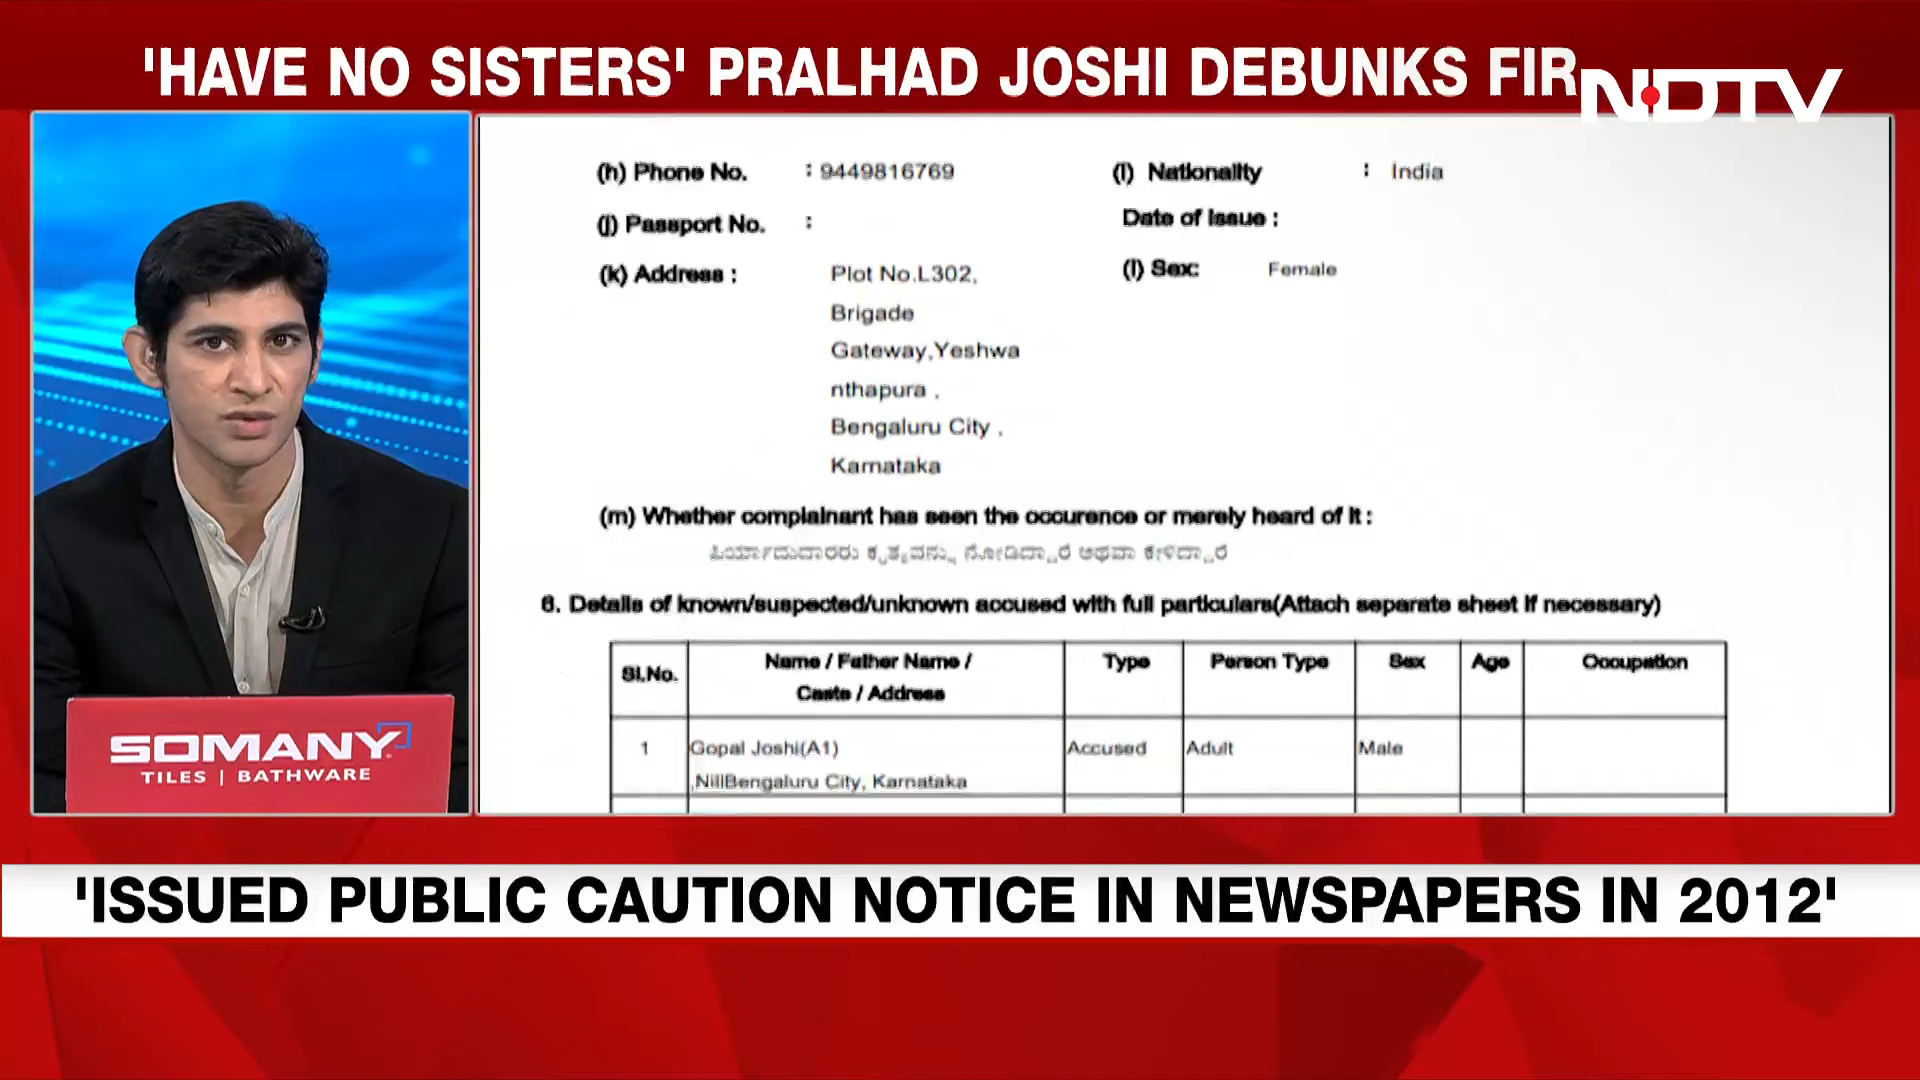 'HAVE NO SISTERS' PRALHAD JOSHI DEBUNKS FIR
NDTV
(h) Phone No. : 9449816769 (I) Nationality : India
(j) Passport No. : Date of Issue :
(k) Address : Plot No.L302, (l) Sex: Female
Brigade
Gateway,Yeshwa
nthapura ,
Bengaluru City ,
Karnataka
(m) Whether complainant has seen the occurence or merely heard of it :
ಪಿರ್ಯಾದುದಾರರು ಕೃತ್ಯವನ್ನು ನೋಡಿದ್ದಾರೆ ಅಥವಾ ಕೇಳಿದ್ದಾರೆ
6. Details of known/suspected/unknown accused with full particulars(Attach separate sheet if necessary)
Sl.No. Name / Father Name / Type Person Type Sex Age Occupation
Caste / Address
1 Gopal Joshi(A1) Accused Adult Male
,NillBengaluru City, Karnataka
SOMANY
TILES | BATHWARE
'ISSUED PUBLIC CAUTION NOTICE IN NEWSPAPERS IN 2012'